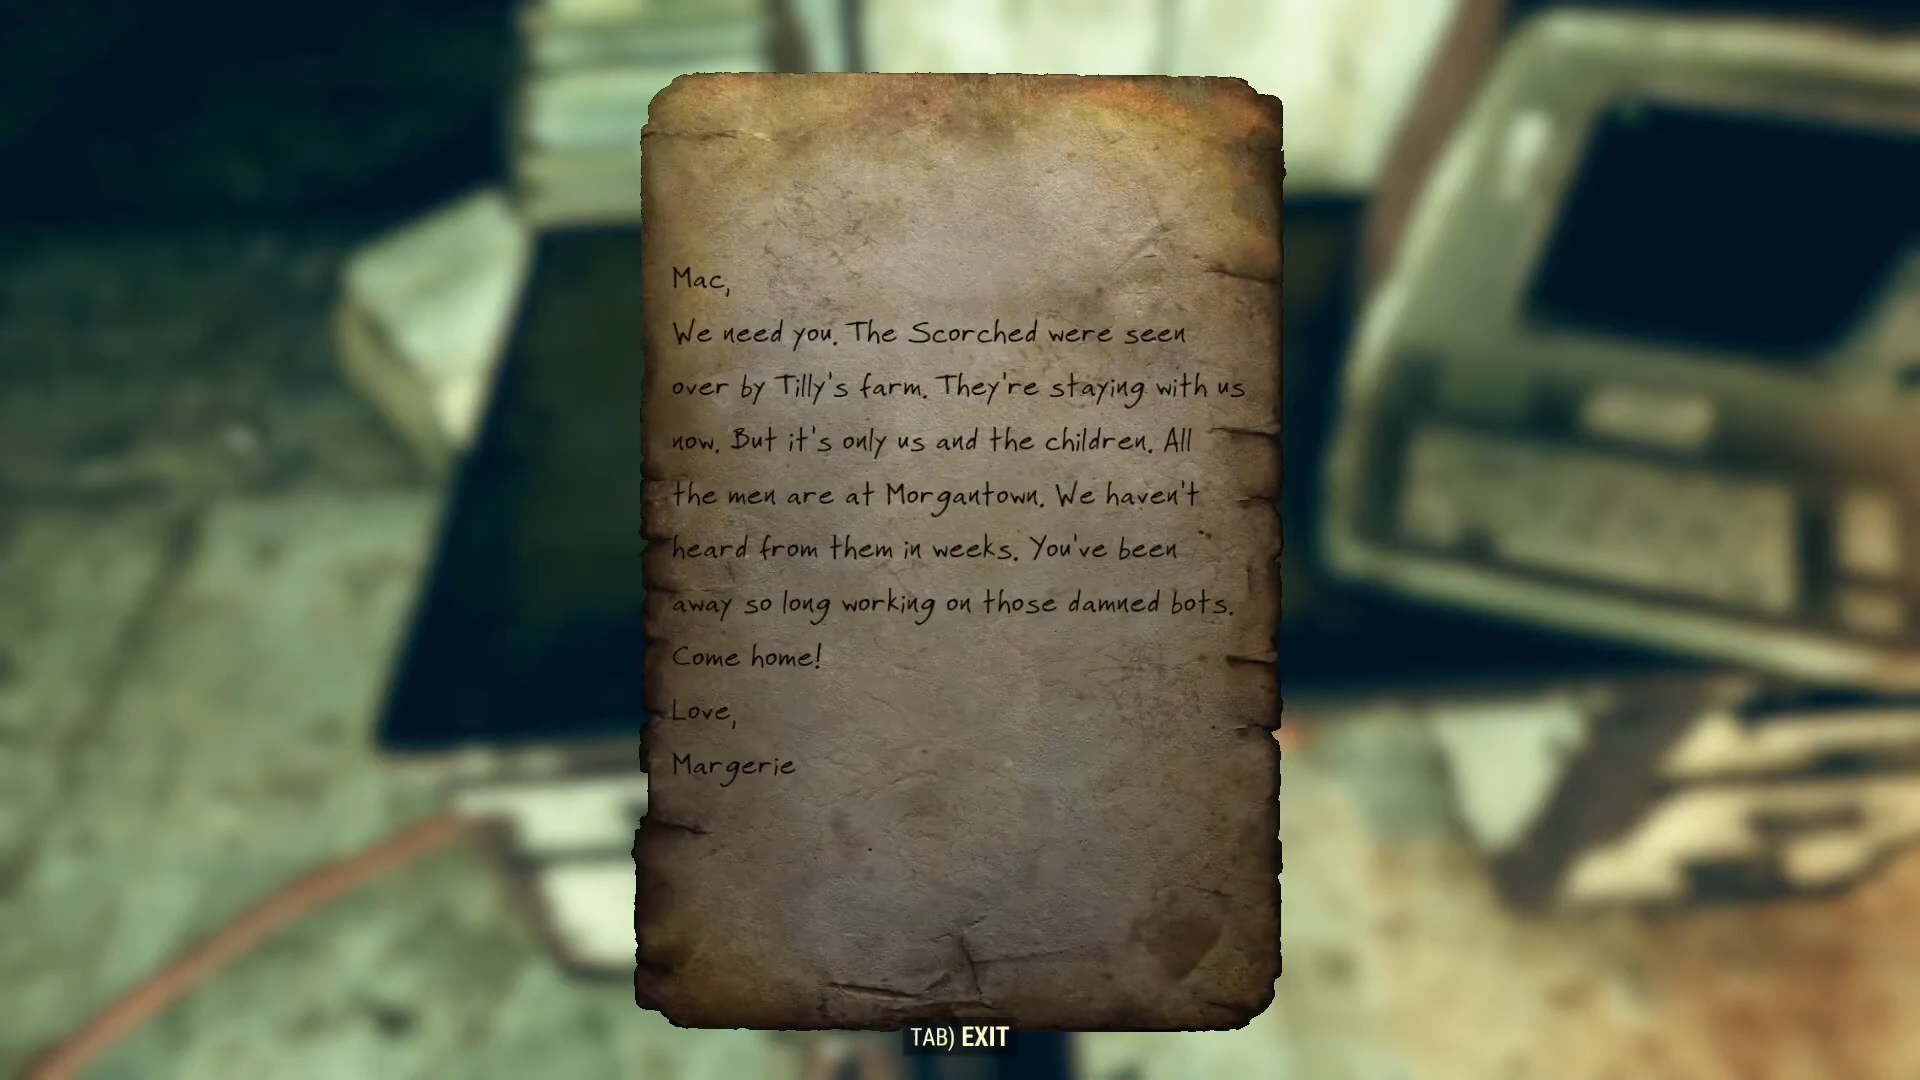 Mac,
We need you. The Scorched were seen
over by Tilly's farm. They're staying with us
now. But it's only us and the children. All
the men are at Morgantown. We haven't
heard from them in weeks. You've been
away so long working on those damned bots.
Come home!
Love,
Margerie
TAB) EXIT